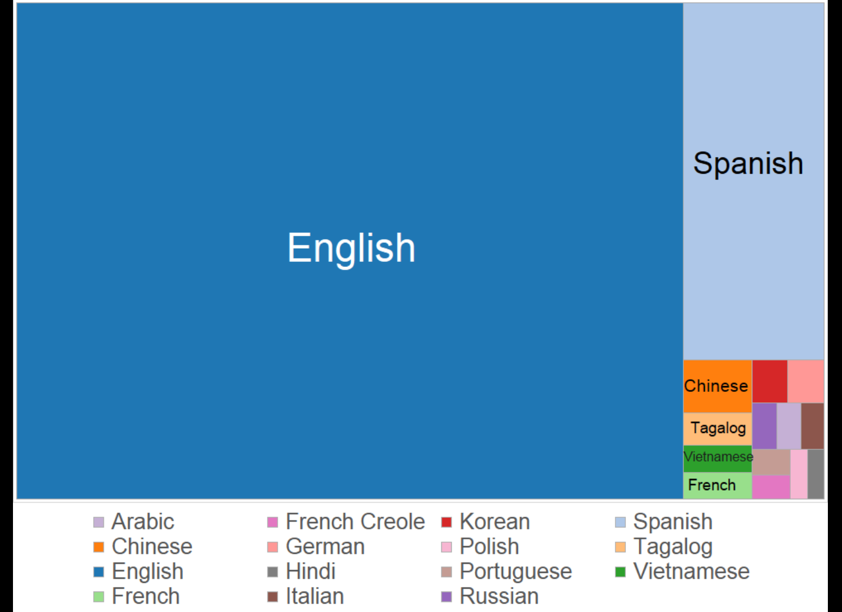 English
Spanish
Chinese
Tagalog
Vietnamese
French
Arabic French Creole Korean Spanish
Chinese German Polish Tagalog
English Hindi Portuguese Vietnamese
French Italian Russian